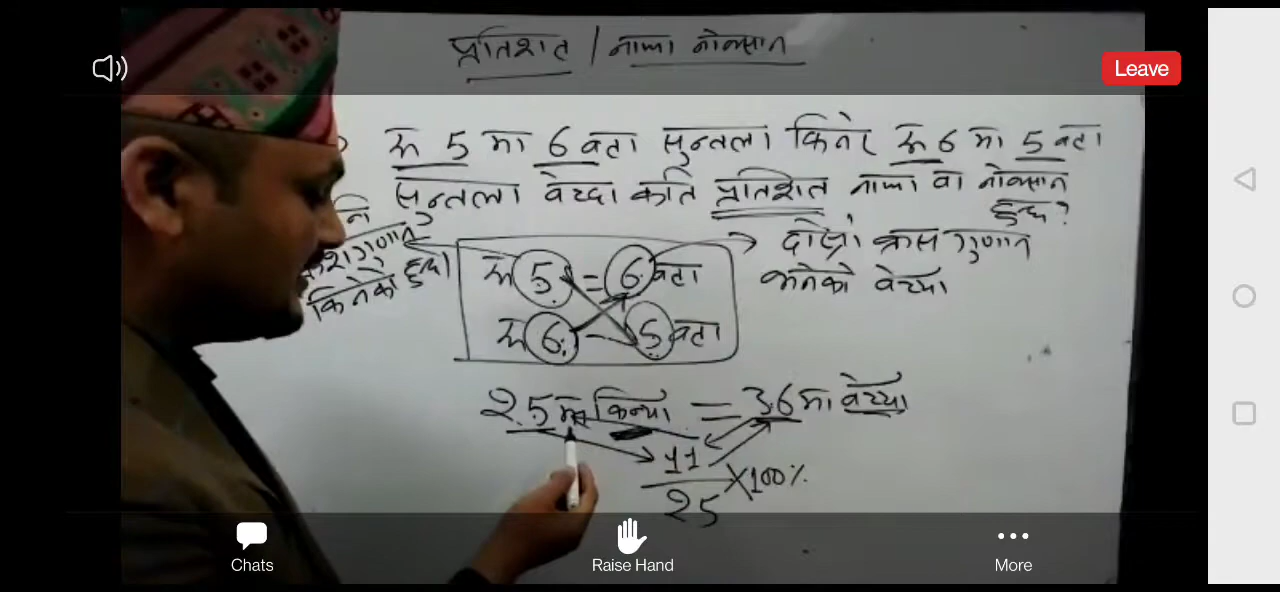 Leave
प्रतिशत / नाफा नोक्सान
रू 5 मा 6 वटा सुन्तला किनेर रू 6 मा 5 वटा
सुन्तला बेच्दा कति प्रतिशत नाफा वा नोक्सान
हुन्छ?
दोस्रो क्रस गुणन
भनेको बेच्या
गुणन
किनेको हुन्छ।
रू 5 = 6 वटा
रू 6 - 5 वटा
25 मा किन्या = 36 मा बेच्या
11
25 × 100%
Chats
Raise Hand
More